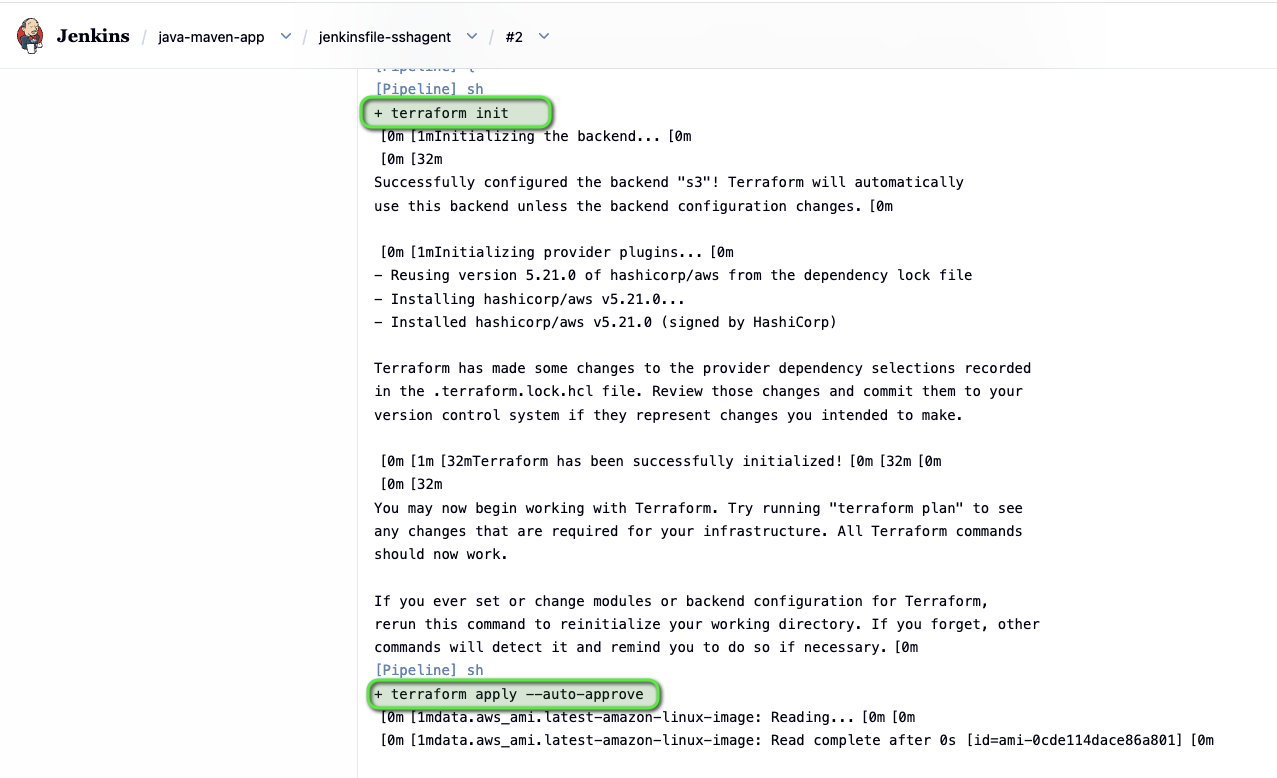 Jenkins / java-maven-app / jenkinsfile-sshagent / #2
[Pipeline] {
[Pipeline] sh
+ terraform init
[0m [1mInitializing the backend... [0m
[0m [32m
Successfully configured the backend "s3"! Terraform will automatically
use this backend unless the backend configuration changes. [0m
[0m [1mInitializing provider plugins... [0m
- Reusing version 5.21.0 of hashicorp/aws from the dependency lock file
- Installing hashicorp/aws v5.21.0...
- Installed hashicorp/aws v5.21.0 (signed by HashiCorp)
Terraform has made some changes to the provider dependency selections recorded
in the .terraform.lock.hcl file. Review those changes and commit them to your
version control system if they represent changes you intended to make.
[0m [1m [32mTerraform has been successfully initialized! [0m [32m [0m
[0m [32m
You may now begin working with Terraform. Try running "terraform plan" to see
any changes that are required for your infrastructure. All Terraform commands
should now work.
If you ever set or change modules or backend configuration for Terraform,
rerun this command to reinitialize your working directory. If you forget, other
commands will detect it and remind you to do so if necessary. [0m
[Pipeline] sh
+ terraform apply --auto-approve
[0m [1mdata.aws_ami.latest-amazon-linux-image: Reading... [0m [0m
[0m [1mdata.aws_ami.latest-amazon-linux-image: Read complete after 0s [id=ami-0cde114dace86a801] [0m